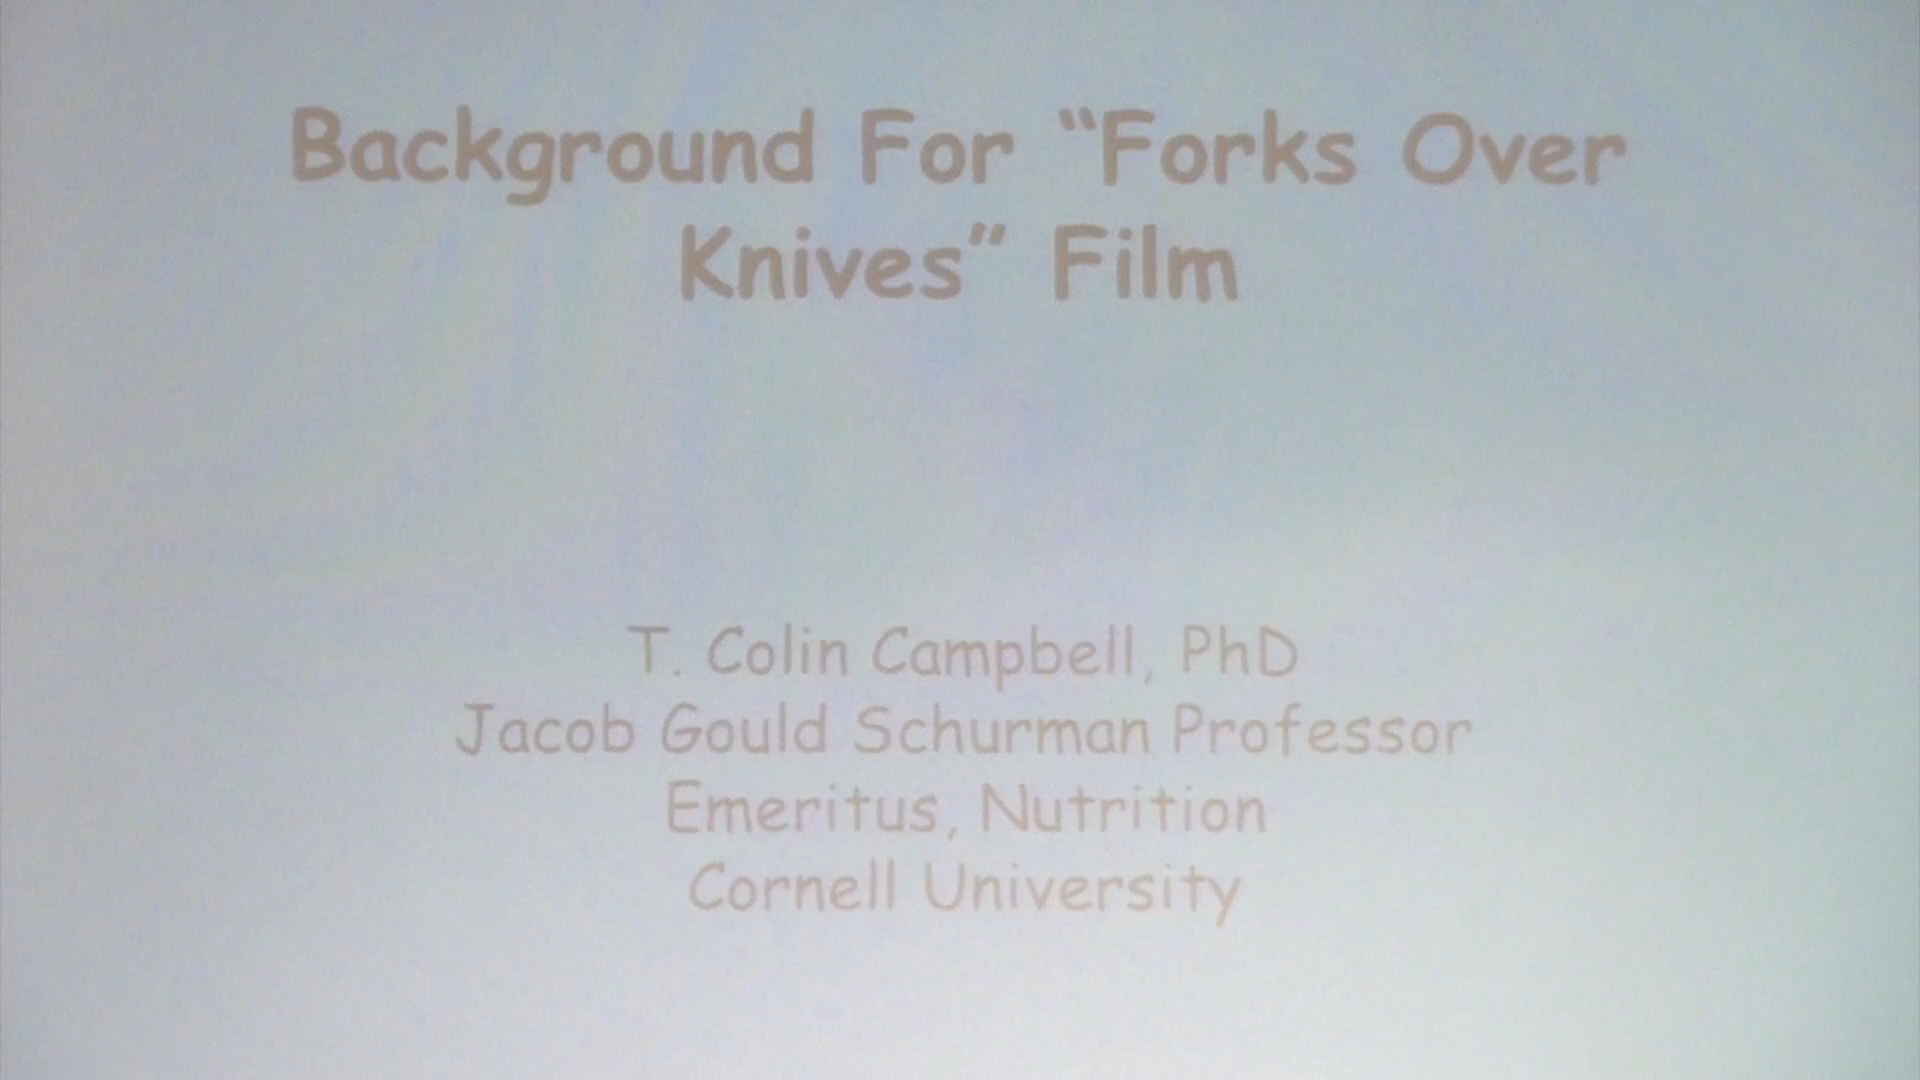 Background For “Forks Over
Knives” Film
T. Colin Campbell, PhD
Jacob Gould Schurman Professor
Emeritus, Nutrition
Cornell University